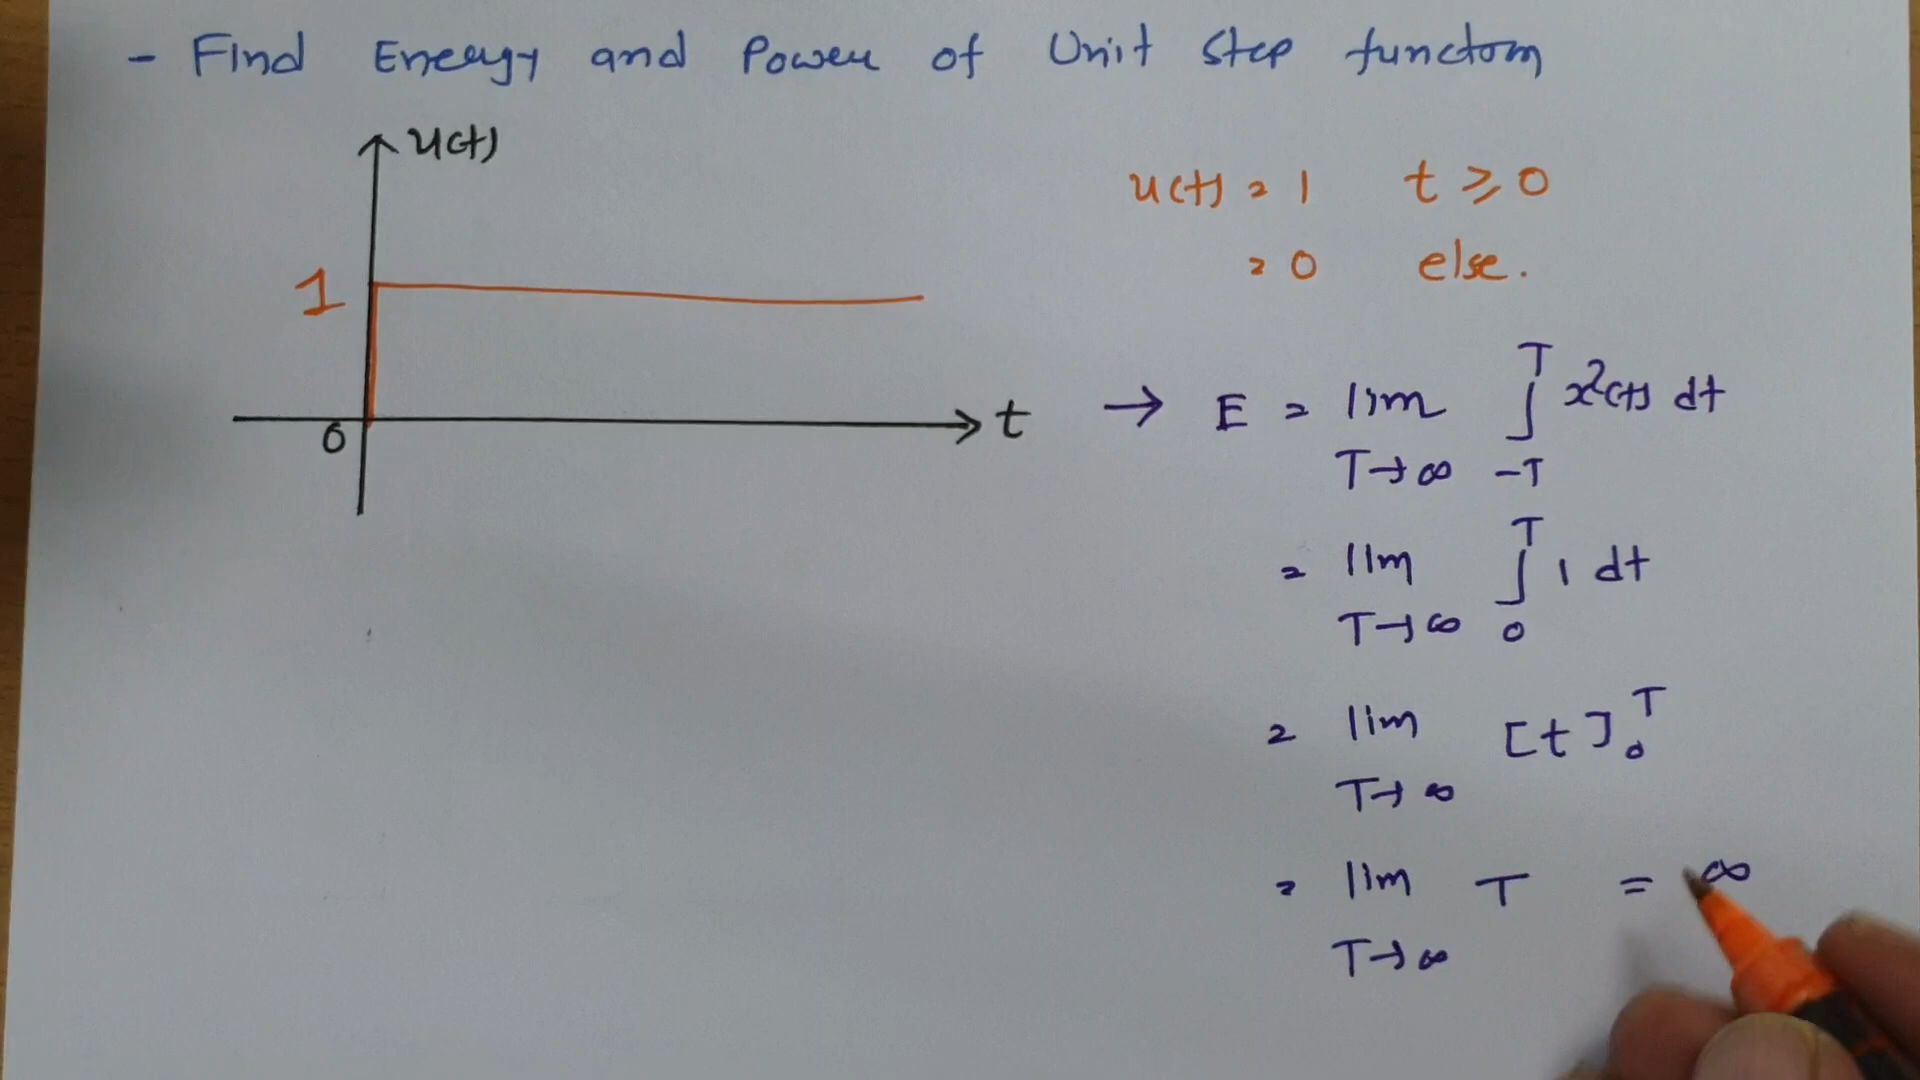 - Find Energy and Power of Unit Step function
u(t)
1
0
t
u(t) = 1 t ≥ 0
= 0 else.
→ E = lim T→∞ ∫_{-T}^{T} x²(t) dt
= lim T→∞ ∫_{0}^{T} 1 dt
= lim T→∞ [t]_{0}^{T}
= lim T→∞ T = ∞